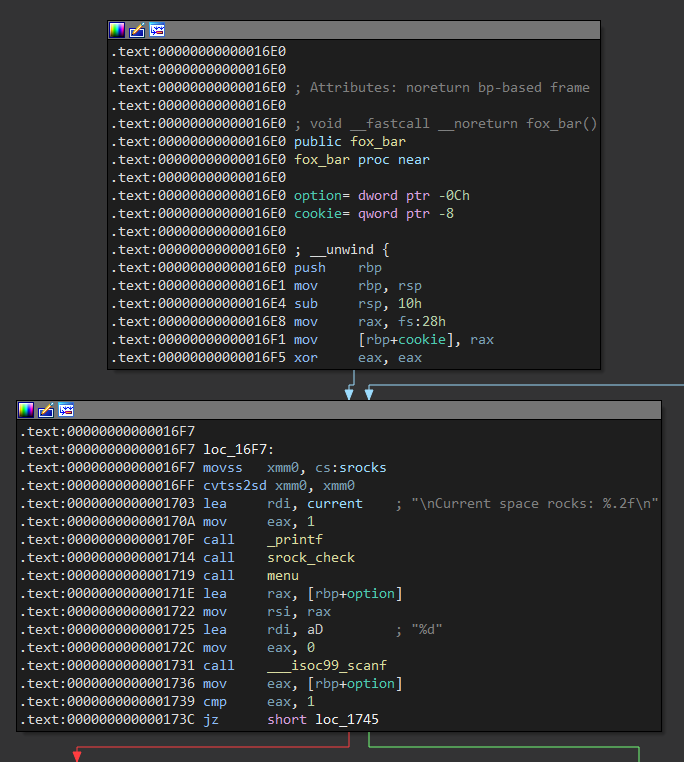 .text:00000000000016E0
.text:00000000000016E0
.text:00000000000016E0 ; Attributes: noreturn bp-based frame
.text:00000000000016E0
.text:00000000000016E0 ; void __fastcall __noreturn fox_bar()
.text:00000000000016E0 public fox_bar
.text:00000000000016E0 fox_bar proc near
.text:00000000000016E0
.text:00000000000016E0 option= dword ptr -0Ch
.text:00000000000016E0 cookie= qword ptr -8
.text:00000000000016E0
.text:00000000000016E0 ; __unwind {
.text:00000000000016E0 push    rbp
.text:00000000000016E1 mov     rbp, rsp
.text:00000000000016E4 sub     rsp, 10h
.text:00000000000016E8 mov     rax, fs:28h
.text:00000000000016F1 mov     [rbp+cookie], rax
.text:00000000000016F5 xor     eax, eax
.text:00000000000016F7
.text:00000000000016F7 loc_16F7:
.text:00000000000016F7 movss   xmm0, cs:srocks
.text:00000000000016FF cvtss2sd xmm0, xmm0
.text:0000000000001703 lea     rdi, current    ; "\nCurrent space rocks: %.2f\n"
.text:000000000000170A mov     eax, 1
.text:000000000000170F call    _printf
.text:0000000000001714 call    srock_check
.text:0000000000001719 call    menu
.text:000000000000171E lea     rax, [rbp+option]
.text:0000000000001722 mov     rsi, rax
.text:0000000000001725 lea     rdi, aD         ; "%d"
.text:000000000000172C mov     eax, 0
.text:0000000000001731 call    ___isoc99_scanf
.text:0000000000001736 mov     eax, [rbp+option]
.text:0000000000001739 cmp     eax, 1
.text:000000000000173C jz      short loc_1745